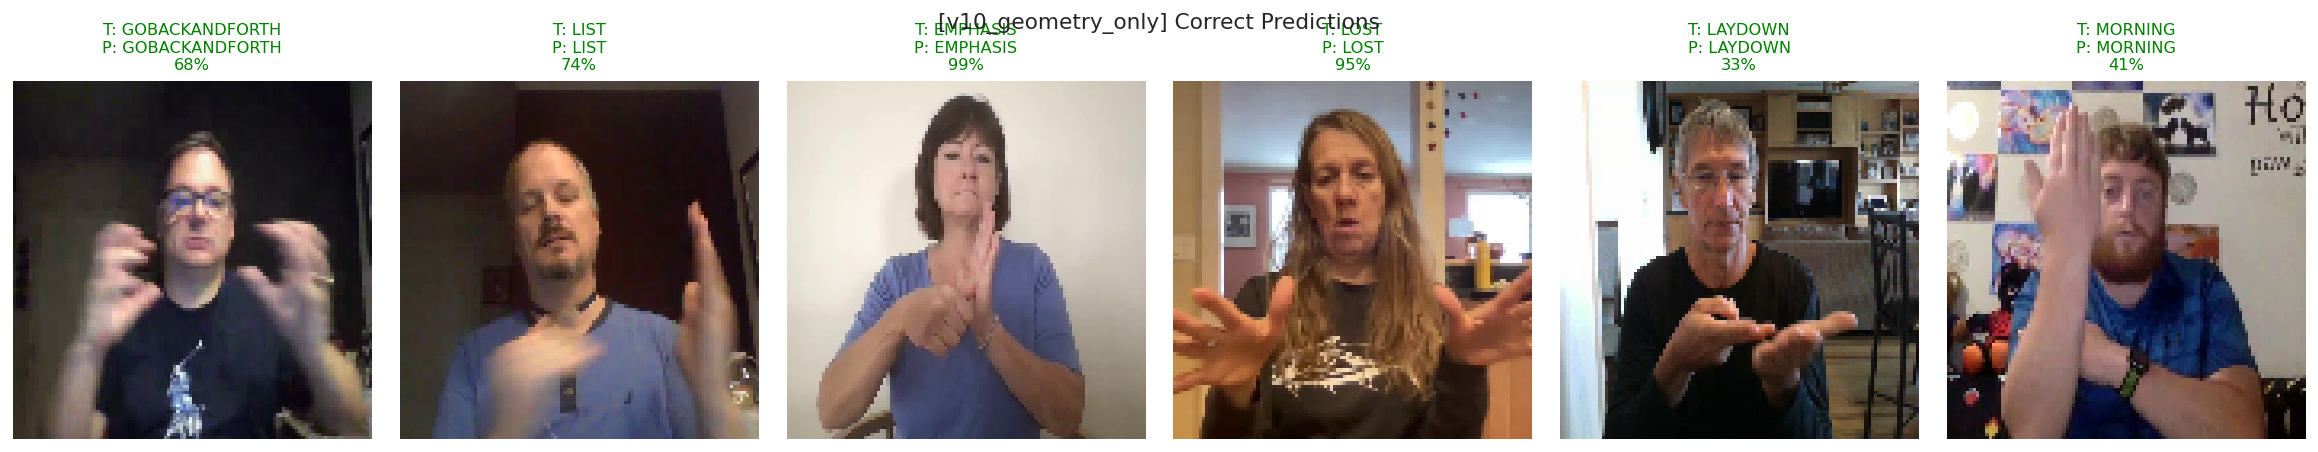 [v10_geometry_only] Correct Predictions
T: GOBACKANDFORTH
P: GOBACKANDFORTH
68%
T: LIST
P: LIST
74%
T: EMPHASIS
P: EMPHASIS
99%
T: LOST
P: LOST
95%
T: LAYDOWN
P: LAYDOWN
33%
T: MORNING
P: MORNING
41%
Ho